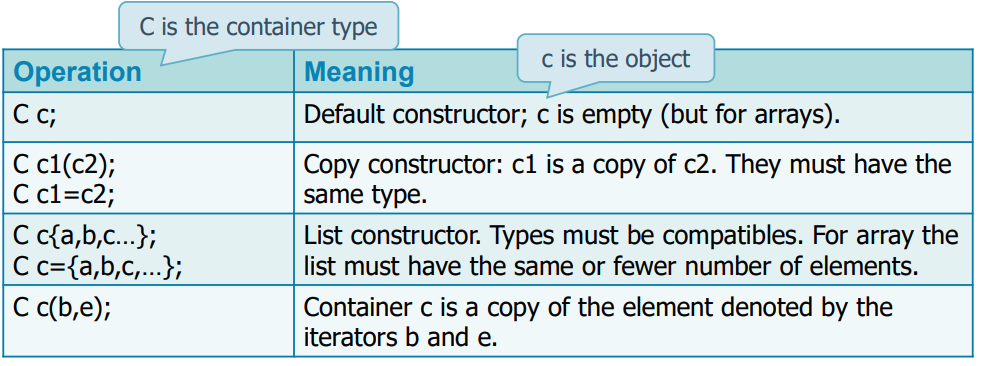 C is the container type
c is the object
Operation
Meaning
C c;
Default constructor; c is empty (but for arrays).
C c1(c2);
C c1=c2;
Copy constructor: c1 is a copy of c2. They must have the
same type.
C c{a,b,c…};
C c={a,b,c,…};
List constructor. Types must be compatibles. For array the
list must have the same or fewer number of elements.
C c(b,e);
Container c is a copy of the element denoted by the
iterators b and e.